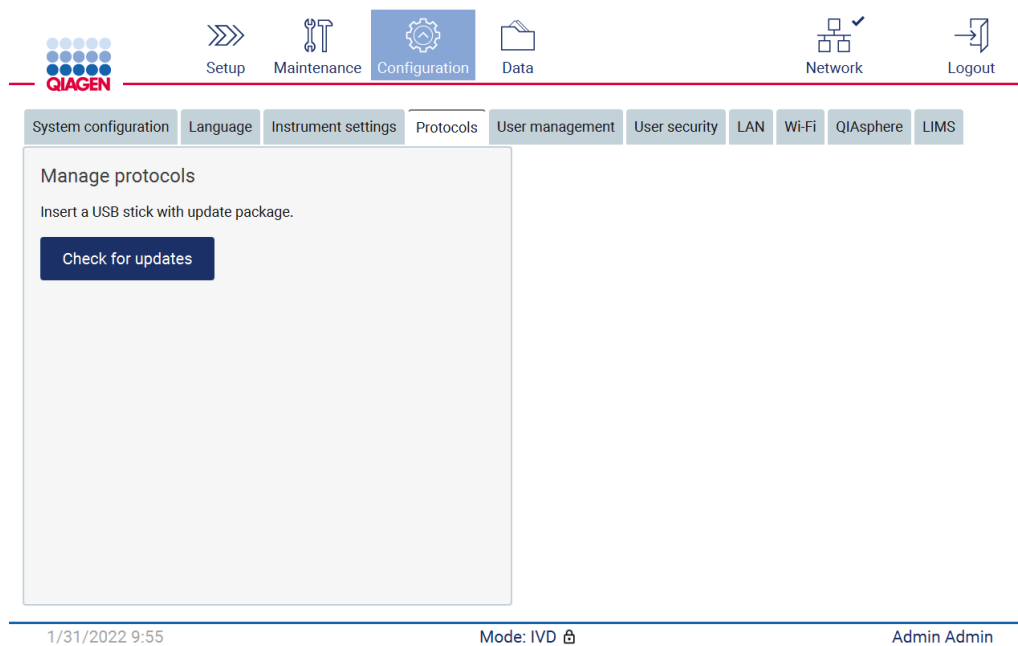 QIAGEN
Setup Maintenance Configuration Data Network Logout
System configuration Language Instrument settings Protocols User management User security LAN Wi-Fi QIAsphere LIMS
Manage protocols
Insert a USB stick with update package.
Check for updates
1/31/2022 9:55 Mode: IVD Admin Admin